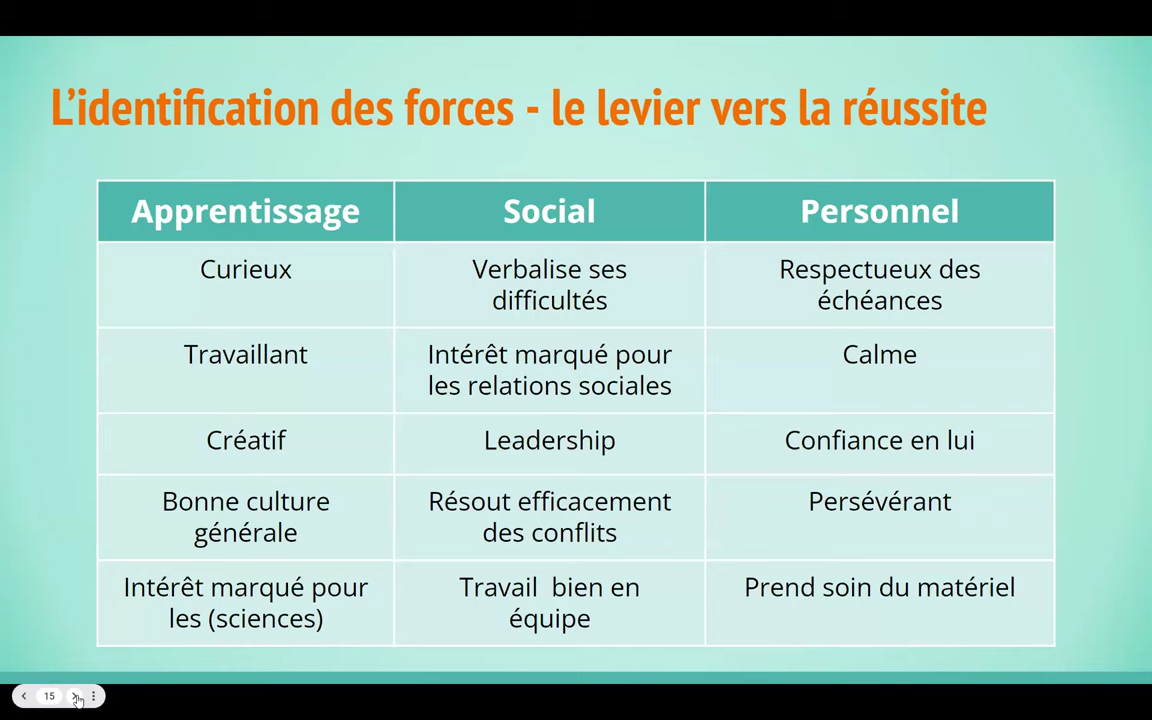 L'identification des forces - le levier vers la réussite
Apprentissage
Social
Personnel
Curieux
Verbalise ses
difficultés
Respectueux des
échéances
Travaillant
Intérêt marqué pour
les relations sociales
Calme
Créatif
Leadership
Confiance en lui
Bonne culture
générale
Résout efficacement
des conflits
Persévérant
Intérêt marqué pour
les (sciences)
Travail  bien en
équipe
Prend soin du matériel
15